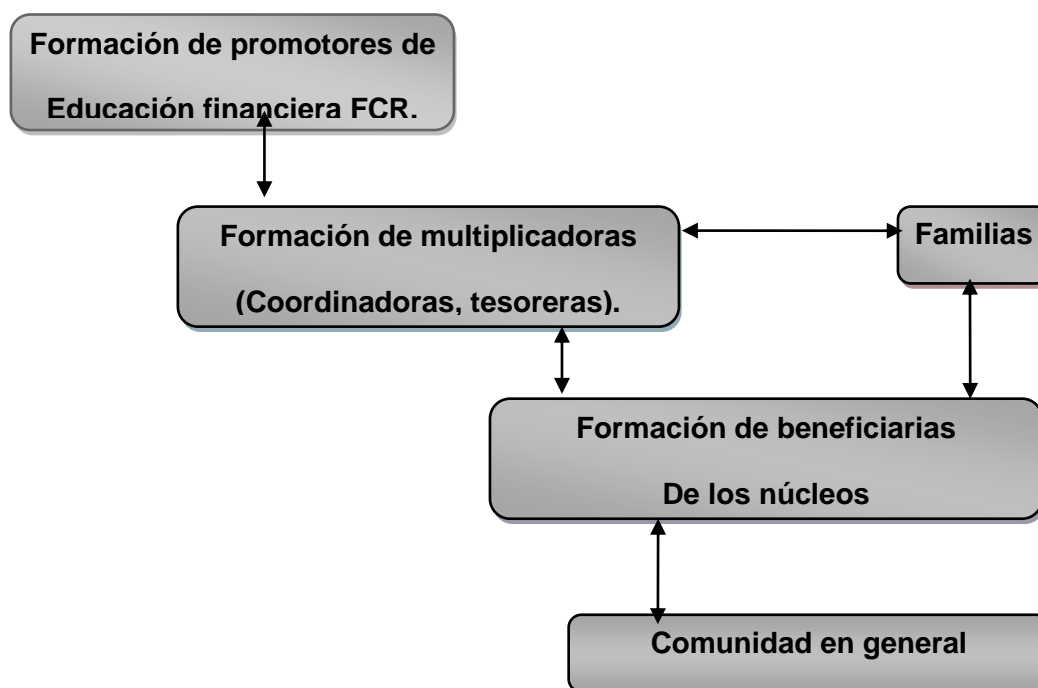 Formación de promotores de
Educación financiera FCR.
Formación de multiplicadoras
(Coordinadoras, tesoreras).
Familias
Formación de beneficiarias
De los núcleos
Comunidad en general